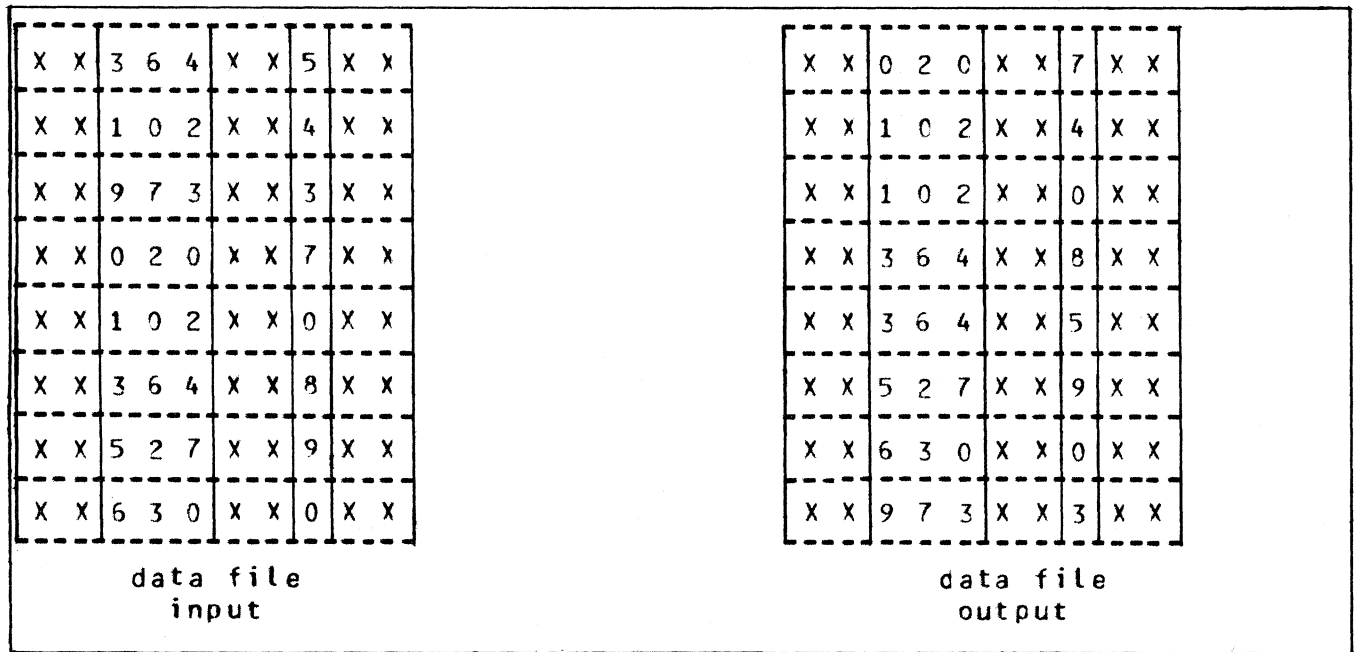 X X 3 6 4 X X 5 X X
X X 1 0 2 X X 4 X X
X X 9 7 3 X X 3 X X
X X 0 2 0 X X 7 X X
X X 1 0 2 X X 0 X X
X X 3 6 4 X X 8 X X
X X 5 2 7 X X 9 X X
X X 6 3 0 X X 0 X X
data file
input
X X 0 2 0 X X 7 X X
X X 1 0 2 X X 4 X X
X X 1 0 2 X X 0 X X
X X 3 6 4 X X 8 X X
X X 3 6 4 X X 5 X X
X X 5 2 7 X X 9 X X
X X 6 3 0 X X 0 X X
X X 9 7 3 X X 3 X X
data file
output